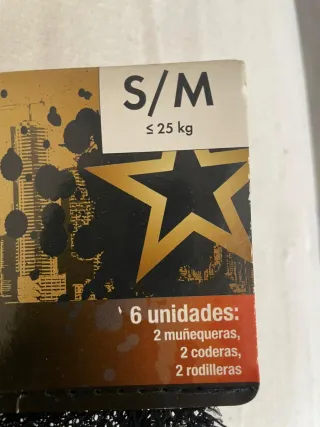 S/M
≤ 25 kg
6 unidades:
2 muñequeras,
2 coderas,
2 rodilleras